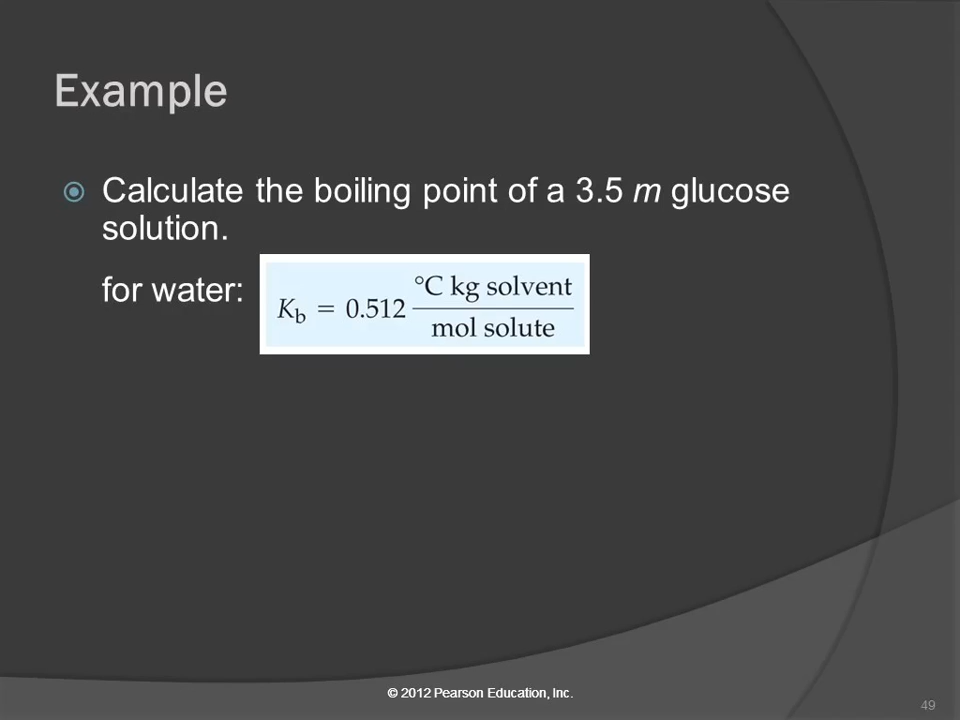 Example
Calculate the boiling point of a 3.5 m glucose
solution.
for water:
K_b = 0.512 °C kg solvent / mol solute
© 2012 Pearson Education, Inc.
49